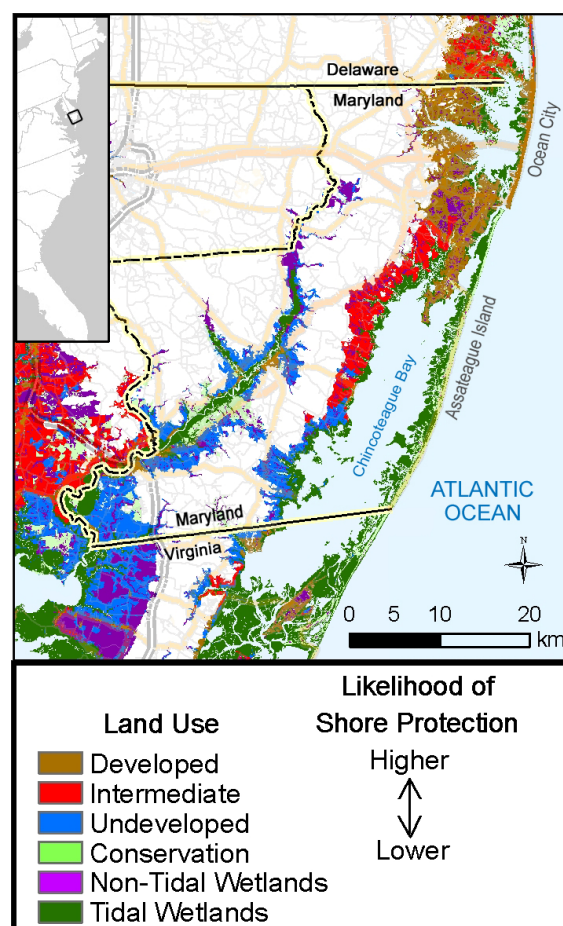 Delaware
Maryland
Ocean City
Assateague Island
Chincoteague Bay
ATLANTIC
OCEAN
Maryland
Virginia
N
0 5 10 20
km
Land Use
Likelihood of
Shore Protection
Developed
Intermediate
Undeveloped
Conservation
Non-Tidal Wetlands
Tidal Wetlands
Higher
Lower